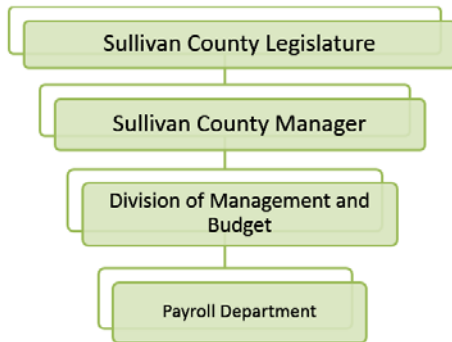 Sullivan County Legislature
Sullivan County Manager
Division of Management and
Budget
Payroll Department